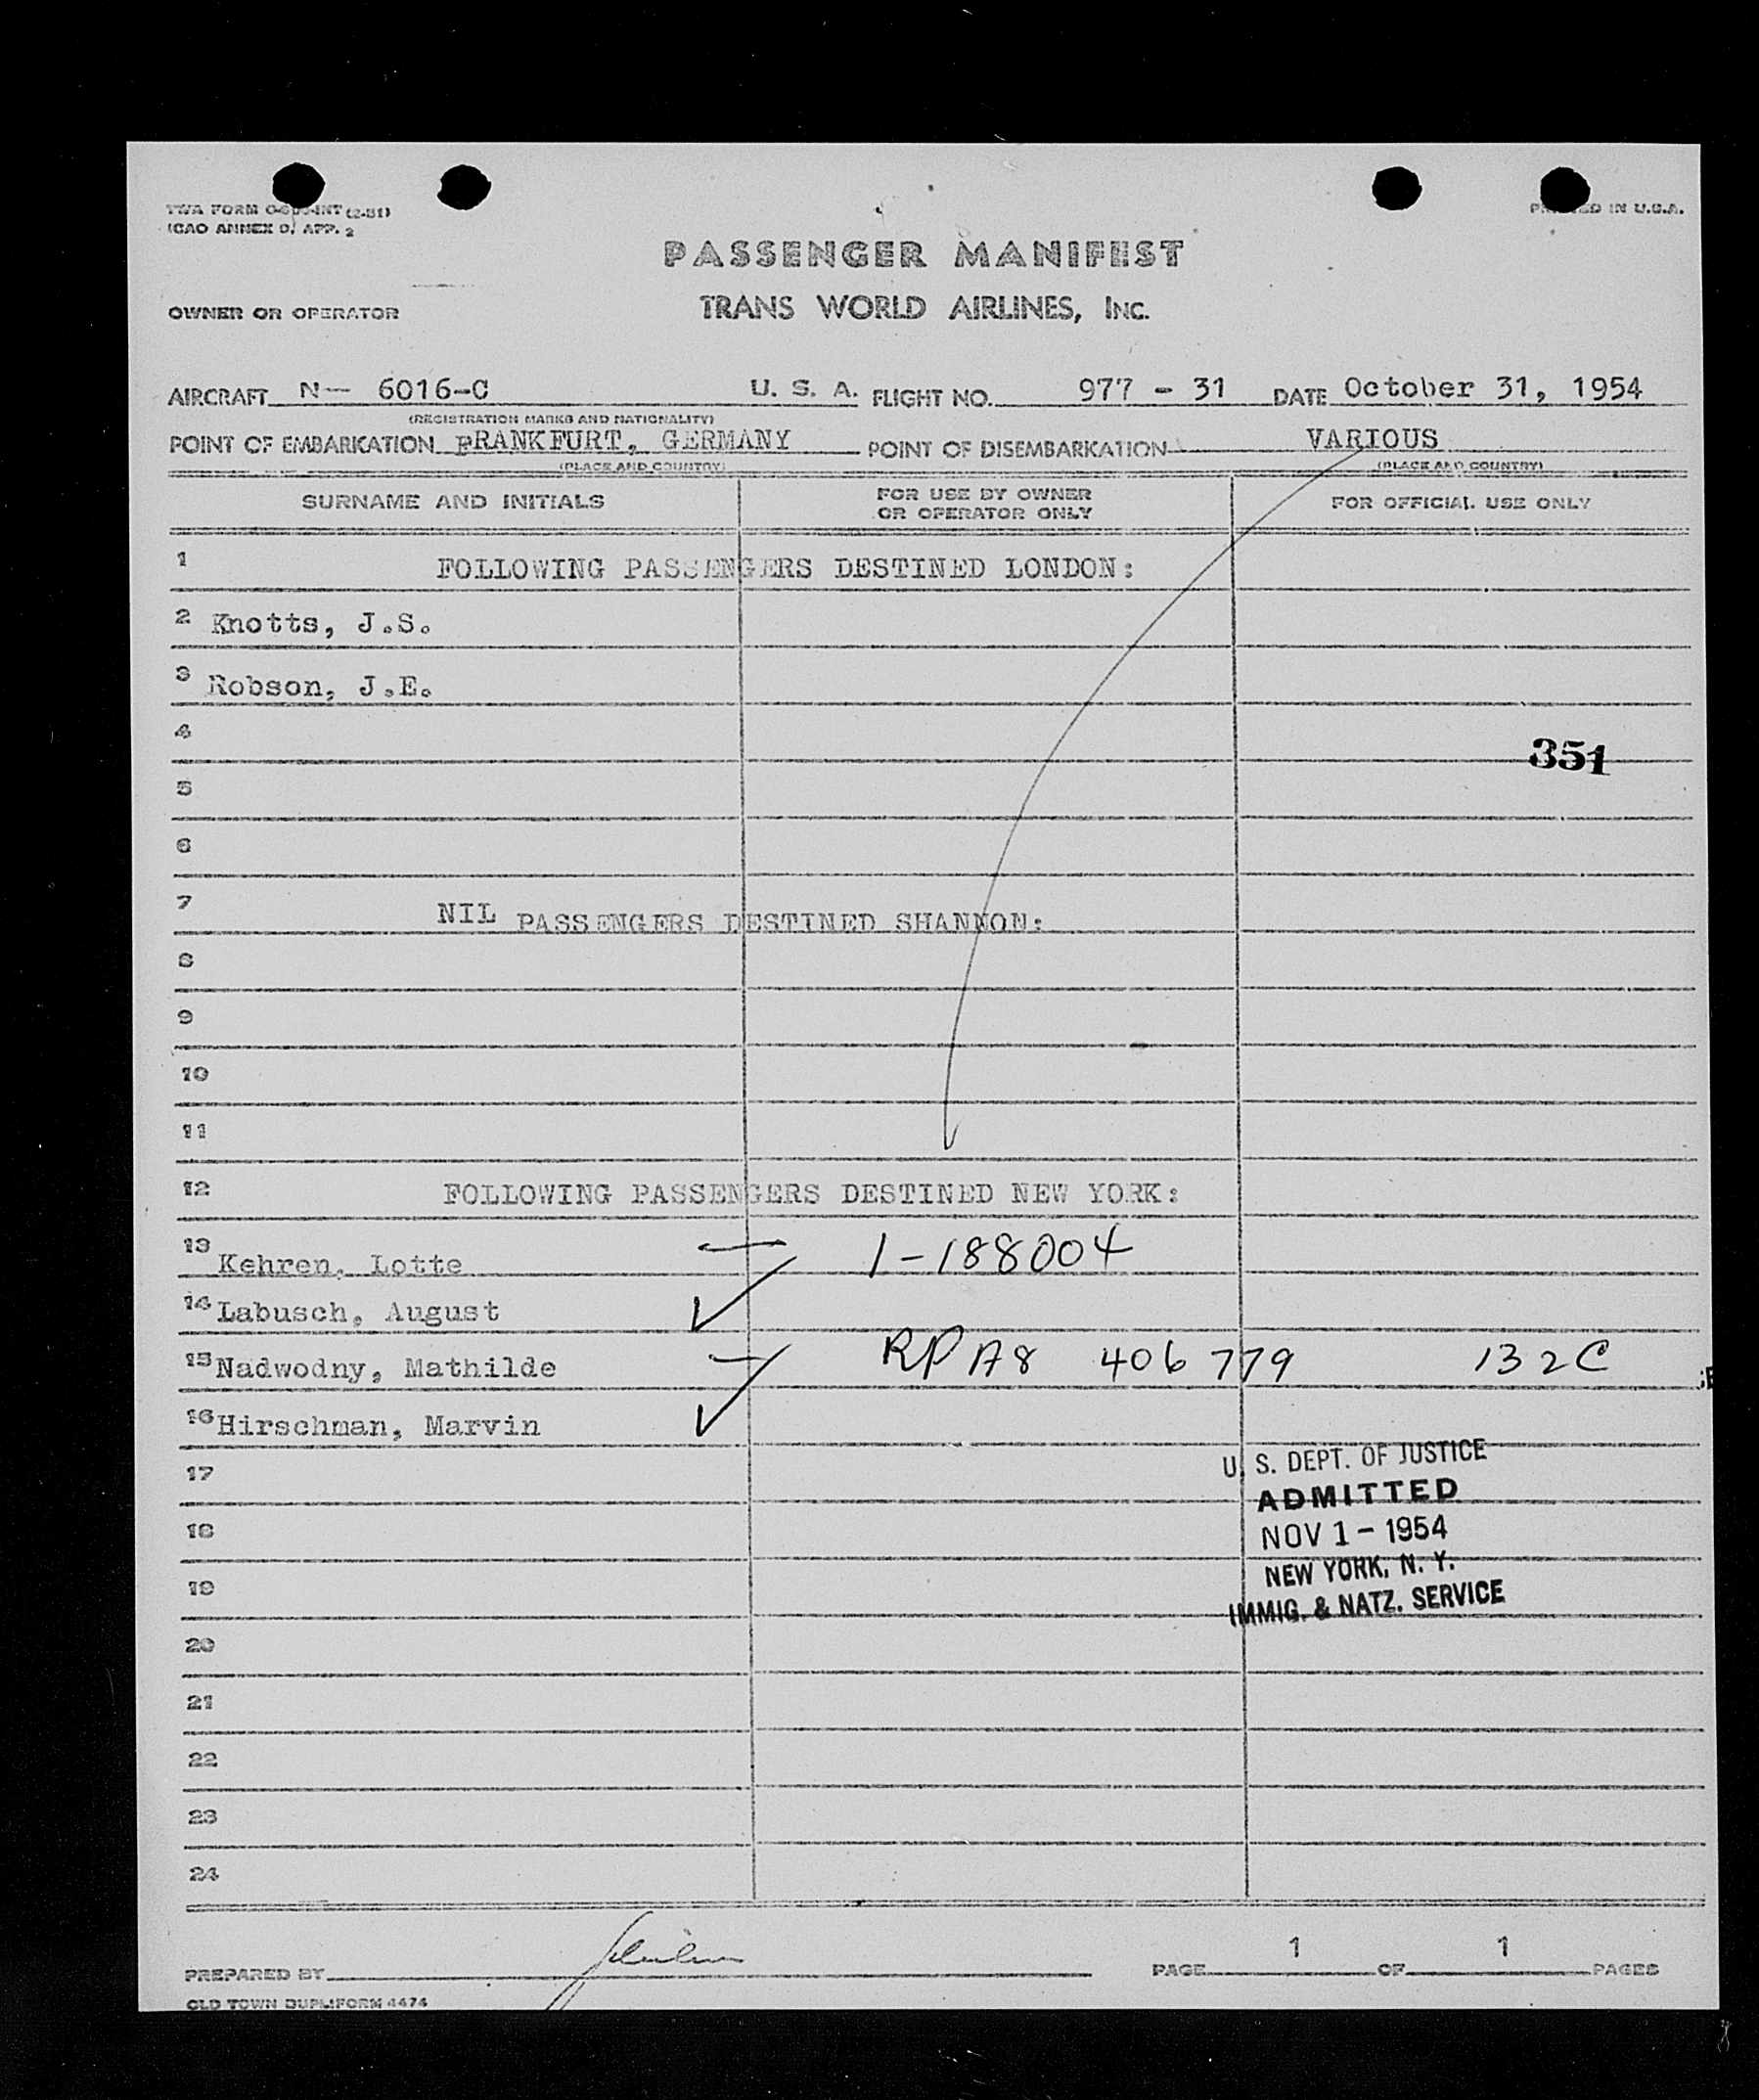 TWA FORM (2-51)
ICAO ANNEX 9, APP. 2
IN U.S.A.
PASSENGER MANIFEST
OWNER OR OPERATOR
TRANS WORLD AIRLINES, INC.
AIRCRAFT N— 6016-C U. S. A. FLIGHT NO. 977 - 31 DATE October 31, 1954
(REGISTRATION MARKS AND NATIONALITY)
POINT OF EMBARKATION FRANKFURT, GERMANY POINT OF DISEMBARKATION VARIOUS
(PLACE AND COUNTRY) (PLACE AND COUNTRY)
SURNAME AND INITIALS FOR USE BY OWNER OR OPERATOR ONLY FOR OFFICIAL USE ONLY
1 FOLLOWING PASSENGERS DESTINED LONDON:
2 Knotts, J.S.
3 Robson, J.E.
4
351
5
6
7 NIL PASSENGERS DESTINED SHANNON:
8
9
10
11
12 FOLLOWING PASSENGERS DESTINED NEW YORK:
13 Kehren, Lotte — 1-188004
14 Labusch, August
15 Nadwodny, Mathilde — RP A8 406 779 132C
16 Hirschman, Marvin
17
U. S. DEPT. OF JUSTICE
ADMITTED
18
NOV 1 - 1954
NEW YORK, N. Y.
19
IMMIG. & NATZ. SERVICE
20
21
22
23
24
PREPARED BY PAGE 1 OF 1 PAGES
OLD TOWN DUPLIFORM 4474